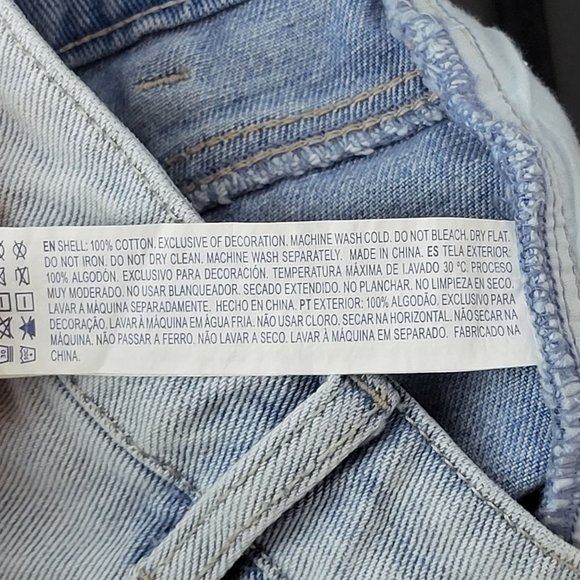 EN SHELL: 100% COTTON. EXCLUSIVE OF DECORATION. MACHINE WASH COLD. DO NOT BLEACH. DRY FLAT.
DO NOT IRON. DO NOT DRY CLEAN. MACHINE WASH SEPARATELY. MADE IN CHINA. ES TELA EXTERIOR:
100% ALGODÓN. EXCLUSIVO PARA DECORACIÓN. TEMPERATURA MÁXIMA DE LAVADO 30 °C. PROCESO
MUY MODERADO. NO USAR BLANQUEADOR. SECADO EXTENDIDO. NO PLANCHAR. NO LIMPIEZA EN SECO.
LAVAR A MAQUINA SEPARADAMENTE. HECHO EN CHINA. PT EXTERIOR: 100% ALGODÃO. EXCLUSIVO PARA
DECORAÇÃO. LAVAR À MÁQUINA EM ÁGUA FRIA. NÃO USAR CLORO. SECAR NA HORIZONTAL. NÃO SECAR NA
MÁQUINA. NÃO PASSAR A FERRO. NÃO LAVAR A SECO. LAVAR À MÁQUINA EM SEPARADO. FABRICADO NA
CHINA.